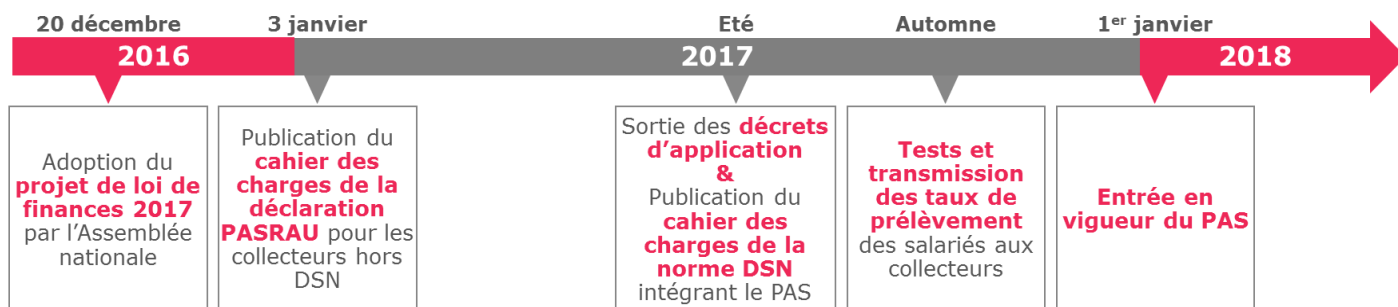 20 décembre
3 janvier
Eté
Automne
1er janvier
2016
2017
2018
Adoption du
projet de loi de
finances 2017
par l’Assemblée
nationale
Publication du
cahier des
charges de la
déclaration
PASRAU pour les
collecteurs hors
DSN
Sortie des décrets
d’application
&
Publication du
cahier des
charges de la
norme DSN
intégrant le PAS
Tests et
transmission
des taux de
prélèvement
des salariés aux
collecteurs
Entrée en
vigueur du PAS